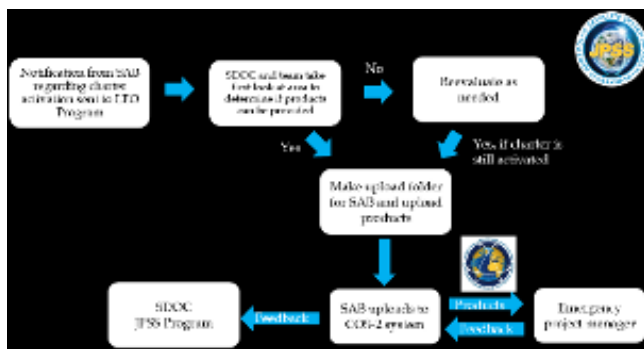 JPSS
Notification from SAB
regarding charter
activation sent to
Program
SDOC and team take
first look at area to
determine if products
can be provided
No
Reevaluate as
needed
Yes
Yes, if charter is
still activated
Make upload folder
for SAB and upload
products
SDOC
JPSS Program
Feedback
SAB uploads to
COS-2 system
Products
Feedback
Emergency
project manager